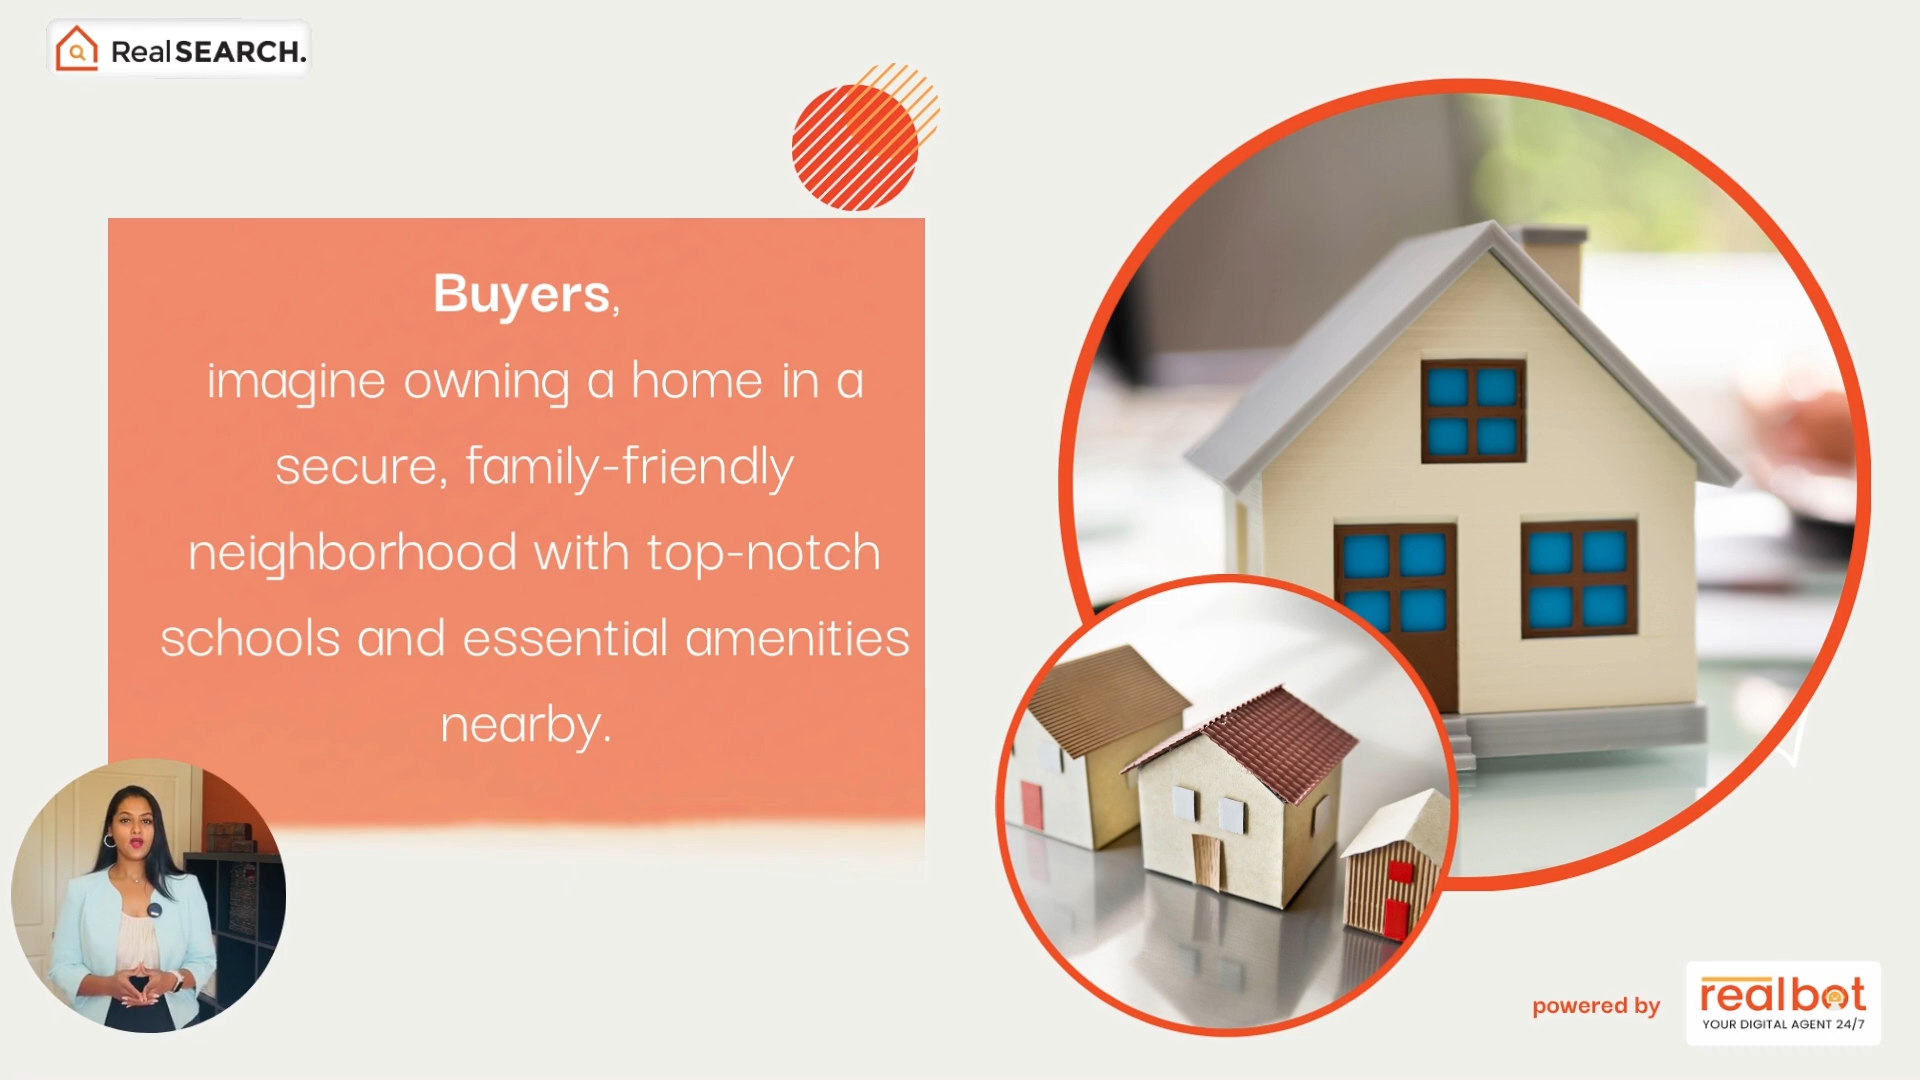 RealSEARCH.
Buyers,
imagine owning a home in a
secure, family-friendly
neighborhood with top-notch
schools and essential amenities
nearby.
powered by
realbot
YOUR DIGITAL AGENT 24/7